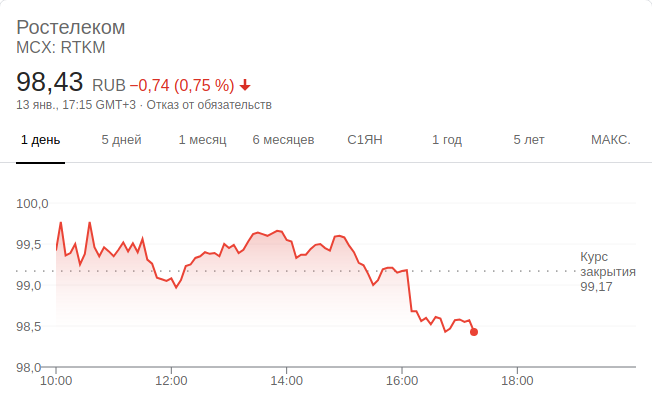 Ростелеком
MCX: RTKM
98,43 RUB −0,74 (0,75 %)
13 янв., 17:15 GMT+3 · Отказ от обязательств
1 день 5 дней 1 месяц 6 месяцев С1ЯН 1 год 5 лет МАКС.
100,0
99,5
Курс
закрытия
99,17
99,0
98,5
98,0
10:00 12:00 14:00 16:00 18:00